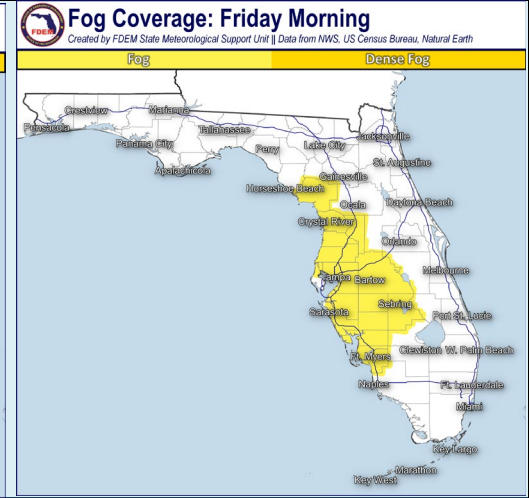 FDEM
Fog Coverage: Friday Morning
Created by FDEM State Meteorological Support Unit || Data from NWS, US Census Bureau, Natural Earth
Fog Dense Fog
Crestview Marianna
Pensacola Tallahassee Jacksonville
Panama City Perry Lake City
Apalachicola St. Augustine
Gainesville
Horseshoe Beach
Ocala Daytona Beach
Crystal River
Orlando
Tampa Bartow Melbourne
Sebring
Sarasota Port St. Lucie
Ft. Myers Clewiston W. Palm Beach
Naples Ft. Lauderdale
Miami
Key Largo
Marathon
Key West